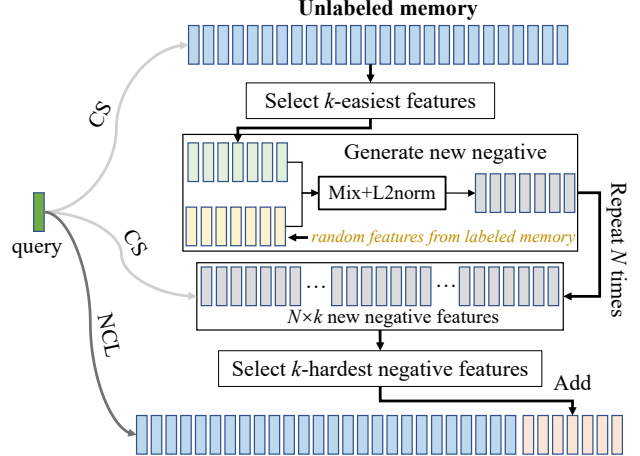 Unlabeled memory
CS
Select k-easiest features
Generate new negative
Mix+L2norm
random features from labeled memory
Repeat N times
query
CS
... ...
N×k new negative features
NCL
Select k-hardest negative features
Add